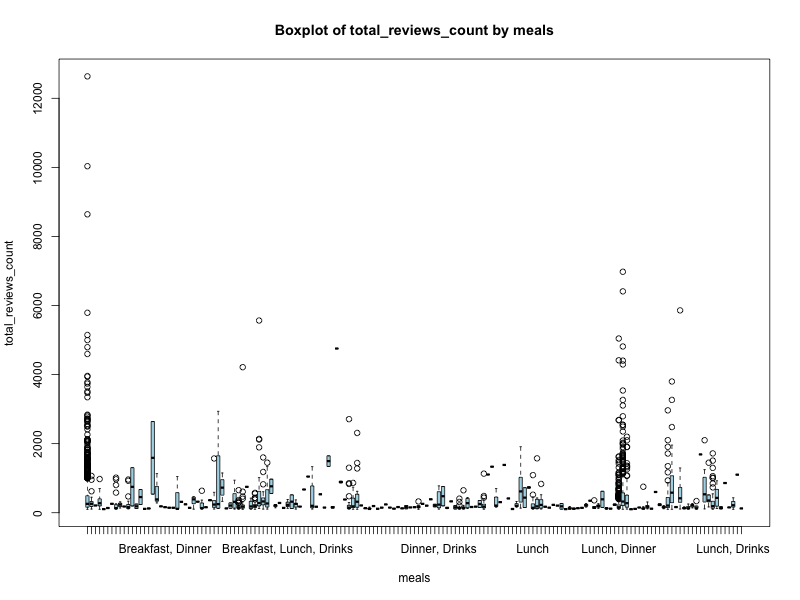 Boxplot of total_reviews_count by meals
total_reviews_count
12000
10000
8000
6000
4000
2000
0
Breakfast, Dinner Breakfast, Lunch, Drinks Dinner, Drinks Lunch Lunch, Dinner Lunch, Drinks
meals